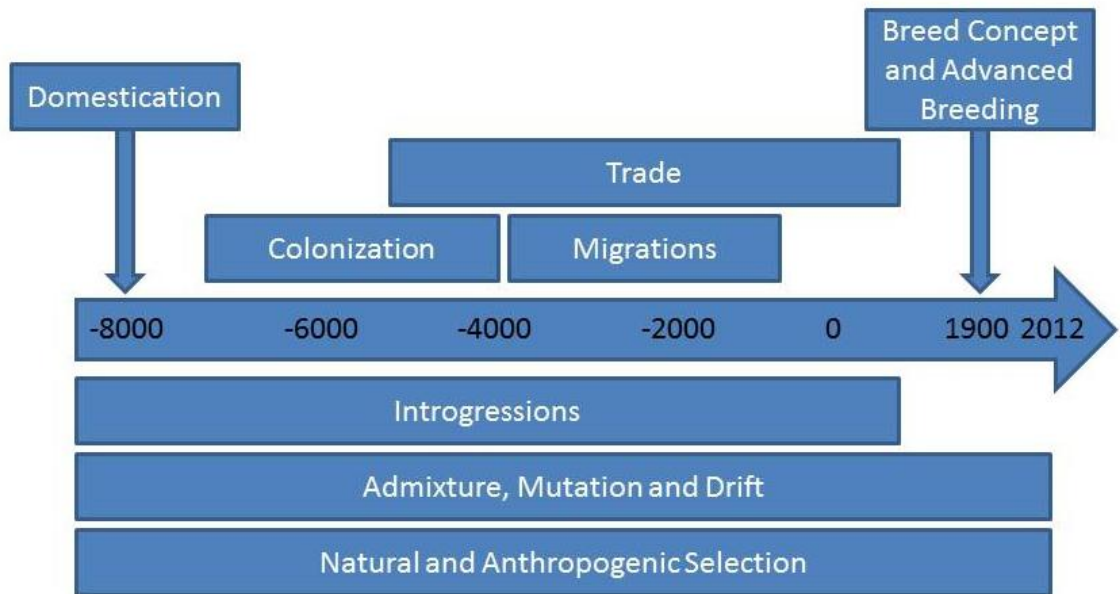 Breed Concept
and Advanced
Breeding
Domestication
Trade
Colonization
Migrations
-8000 -6000 -4000 -2000 0 1900 2012
Introgressions
Admixture, Mutation and Drift
Natural and Anthropogenic Selection